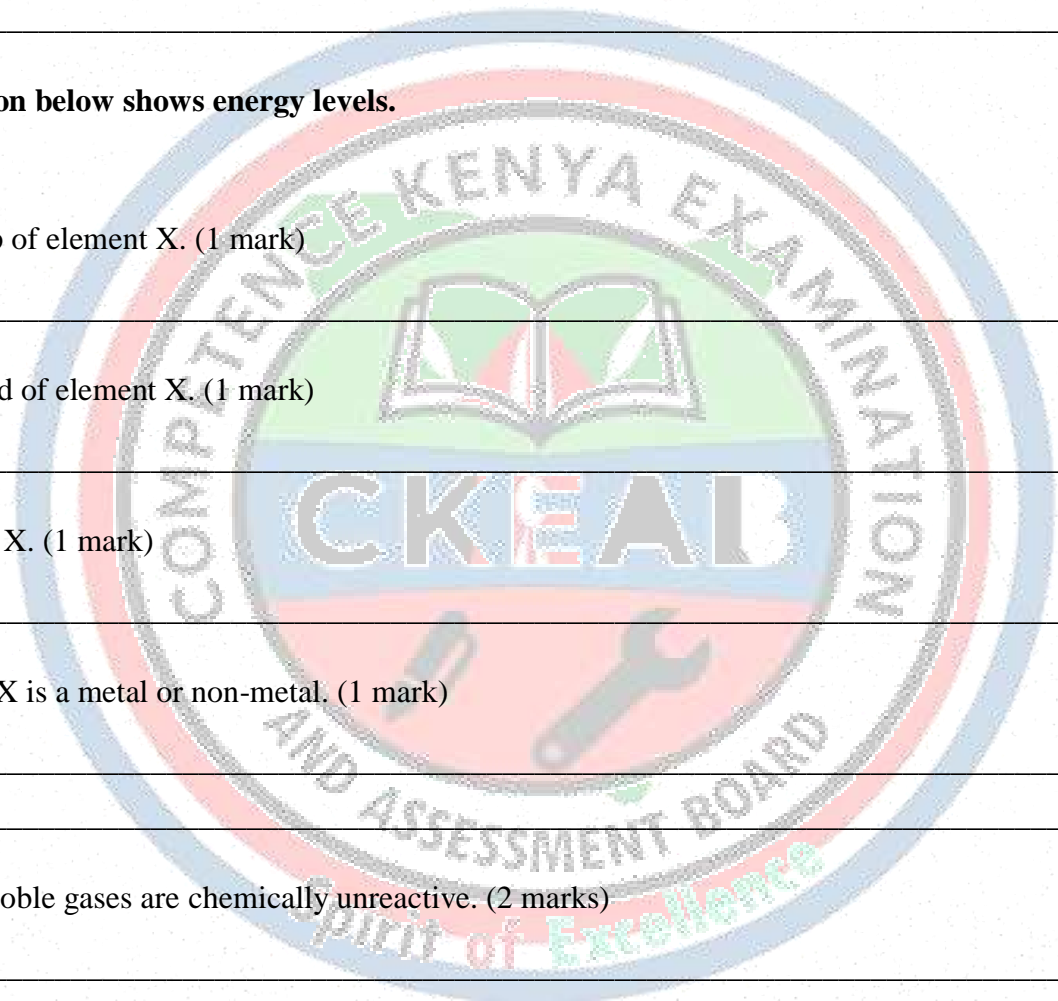 on below shows energy levels.
COMPETENCE KENYA EXAMINATION
of element X. (1 mark)
d of element X. (1 mark)
CKEAB
X. (1 mark)
X is a metal or non-metal. (1 mark)
AND ASSESSMENT BOARD
oble gases are chemically unreactive. (2 marks)
Spirit of Excellence